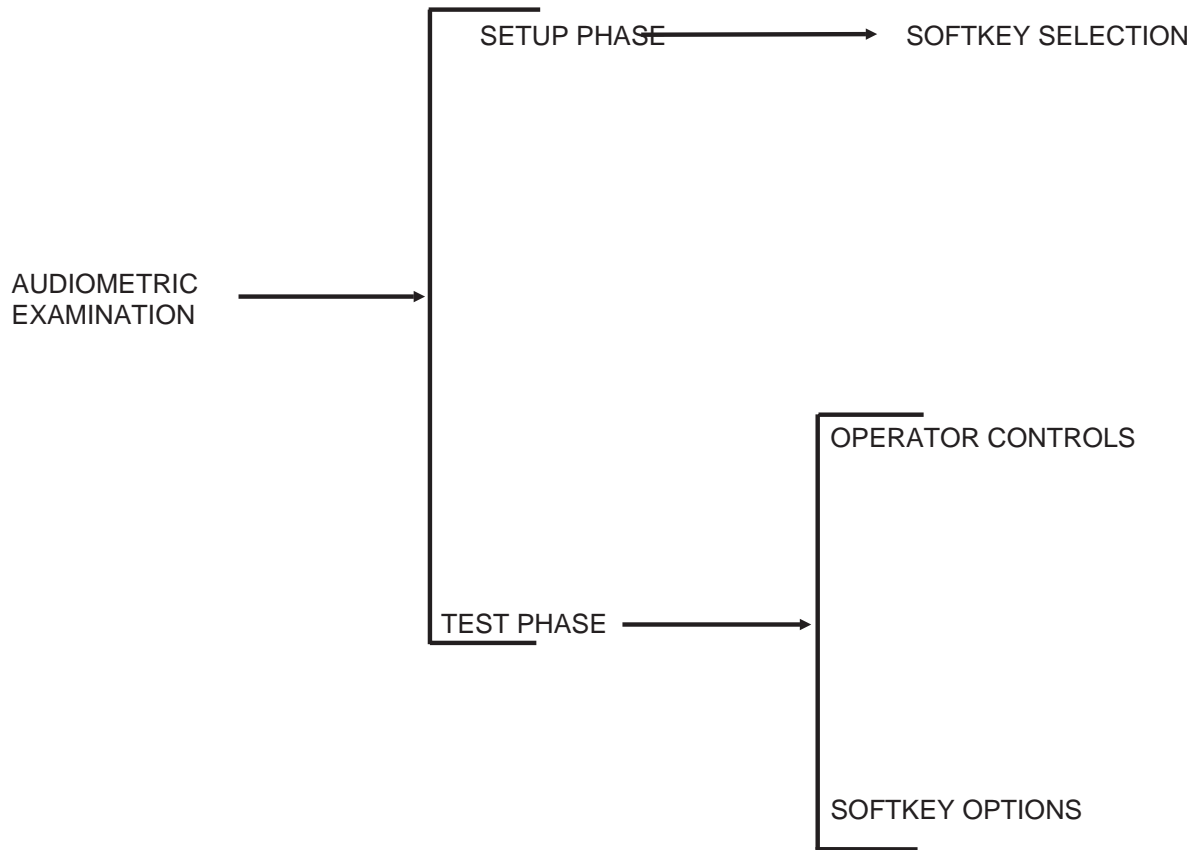 SETUP PHASE
SOFTKEY SELECTION
AUDIOMETRIC
EXAMINATION
OPERATOR CONTROLS
TEST PHASE
SOFTKEY OPTIONS